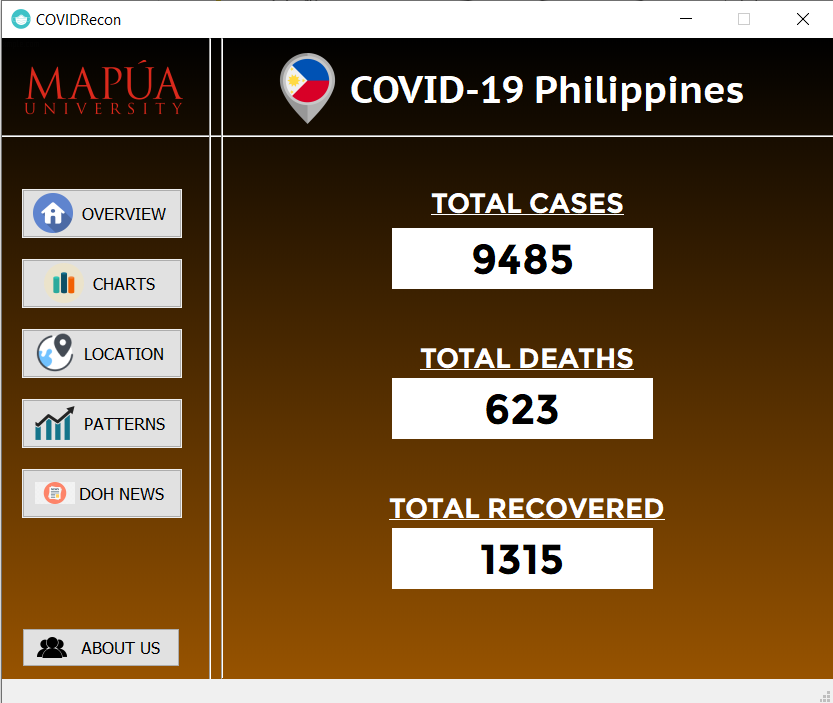 COVIDRecon
MAPÚA
UNIVERSITY
COVID-19 Philippines
OVERVIEW
CHARTS
LOCATION
PATTERNS
DOH NEWS
ABOUT US
TOTAL CASES
9485
TOTAL DEATHS
623
TOTAL RECOVERED
1315